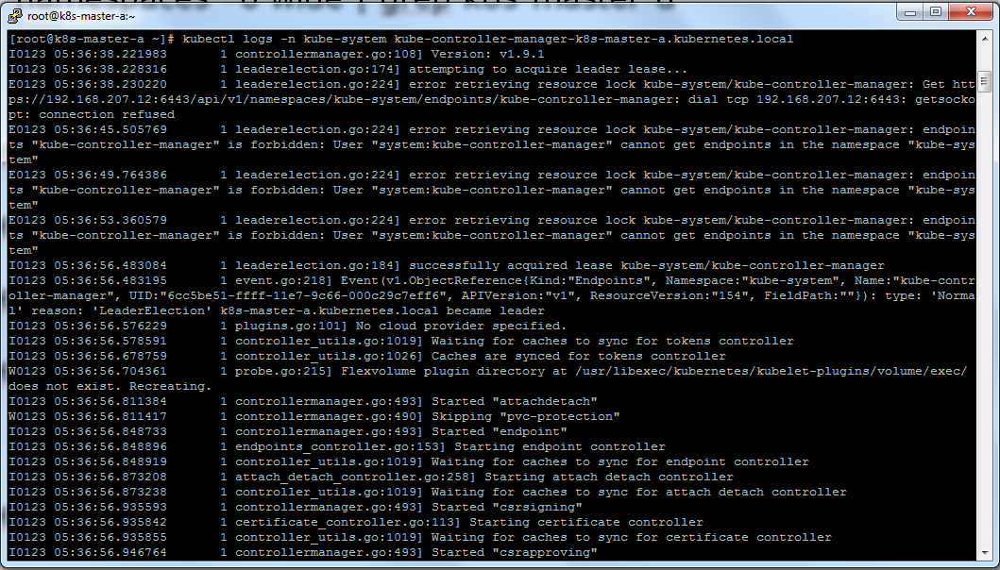 root@k8s-master-a:~
[root@k8s-master-a ~]# kubectl logs -n kube-system kube-controller-manager-k8s-master-a.kubernetes.local
I0123 05:36:38.221983       1 controllermanager.go:108] Version: v1.9.1
I0123 05:36:38.228316       1 leaderelection.go:174] attempting to acquire leader lease...
E0123 05:36:38.230220       1 leaderelection.go:224] error retrieving resource lock kube-system/kube-controller-manager: Get htt
ps://192.168.207.12:6443/api/v1/namespaces/kube-system/endpoints/kube-controller-manager: dial tcp 192.168.207.12:6443: getsocko
pt: connection refused
E0123 05:36:45.505769       1 leaderelection.go:224] error retrieving resource lock kube-system/kube-controller-manager: endpoin
ts "kube-controller-manager" is forbidden: User "system:kube-controller-manager" cannot get endpoints in the namespace "kube-sys
tem"
E0123 05:36:49.764386       1 leaderelection.go:224] error retrieving resource lock kube-system/kube-controller-manager: endpoin
ts "kube-controller-manager" is forbidden: User "system:kube-controller-manager" cannot get endpoints in the namespace "kube-sys
tem"
E0123 05:36:53.360579       1 leaderelection.go:224] error retrieving resource lock kube-system/kube-controller-manager: endpoin
ts "kube-controller-manager" is forbidden: User "system:kube-controller-manager" cannot get endpoints in the namespace "kube-sys
tem"
I0123 05:36:56.483084       1 leaderelection.go:184] successfully acquired lease kube-system/kube-controller-manager
I0123 05:36:56.483195       1 event.go:218] Event(v1.ObjectReference{Kind:"Endpoints", Namespace:"kube-system", Name:"kube-contr
oller-manager", UID:"6cc5be51-ffff-11e7-9c66-000c29c7eff6", APIVersion:"v1", ResourceVersion:"154", FieldPath:""}): type: 'Norma
l' reason: 'LeaderElection' k8s-master-a.kubernetes.local became leader
I0123 05:36:56.576229       1 plugins.go:101] No cloud provider specified.
I0123 05:36:56.578591       1 controller_utils.go:1019] Waiting for caches to sync for tokens controller
I0123 05:36:56.678759       1 controller_utils.go:1026] Caches are synced for tokens controller
W0123 05:36:56.704361       1 probe.go:215] Flexvolume plugin directory at /usr/libexec/kubernetes/kubelet-plugins/volume/exec/
does not exist. Recreating.
I0123 05:36:56.811384       1 controllermanager.go:493] Started "attachdetach"
W0123 05:36:56.811417       1 controllermanager.go:490] Skipping "pvc-protection"
I0123 05:36:56.848733       1 controllermanager.go:493] Started "endpoint"
I0123 05:36:56.848896       1 endpoints_controller.go:153] Starting endpoint controller
I0123 05:36:56.848919       1 controller_utils.go:1019] Waiting for caches to sync for endpoint controller
I0123 05:36:56.873208       1 attach_detach_controller.go:258] Starting attach detach controller
I0123 05:36:56.873238       1 controller_utils.go:1019] Waiting for caches to sync for attach detach controller
I0123 05:36:56.935593       1 controllermanager.go:493] Started "csrsigning"
I0123 05:36:56.935842       1 certificate_controller.go:113] Starting certificate controller
I0123 05:36:56.935855       1 controller_utils.go:1019] Waiting for caches to sync for certificate controller
I0123 05:36:56.946764       1 controllermanager.go:493] Started "csrapproving"